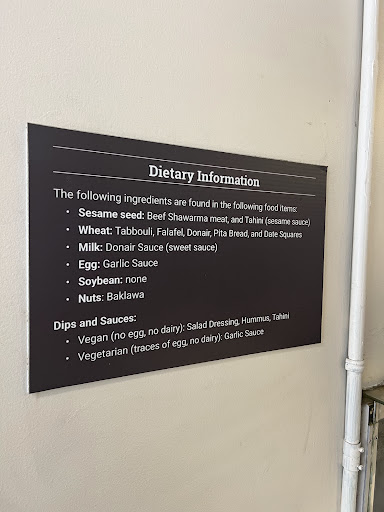 Dietary Information
The following ingredients are found in the following food items:
• Sesame seed: Beef Shawarma meat, and Tahini (sesame sauce)
• Wheat: Tabbouli, Falafel, Donair, Pita Bread, and Date Squares
• Milk: Donair Sauce (sweet sauce)
• Egg: Garlic Sauce
• Soybean: none
• Nuts: Baklawa
Dips and Sauces:
• Vegan (no egg, no dairy): Salad Dressing, Hummus, Tahini
• Vegetarian (traces of egg, no dairy): Garlic Sauce